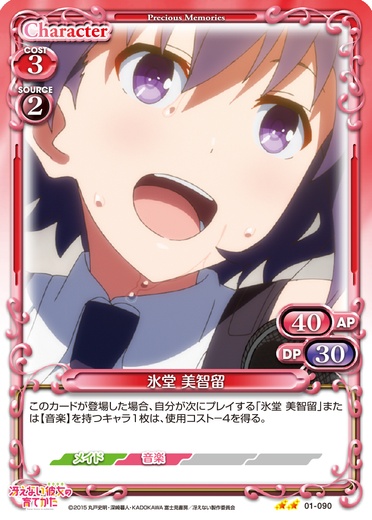 Precious Memories
Character
COST
3
SOURCE
2
40 AP
DP 30
氷堂 美智留
このカードが登場した場合、自分が次にプレイする「氷堂 美智留」また
は【音楽】を持つキャラ1枚は、使用コスト－4を得る。
メイド 音楽
冴えない彼女の
育てかた
©2015 丸戸史明・深崎暮人・KADOKAWA 富士見書房／冴えない製作委員会
01-090